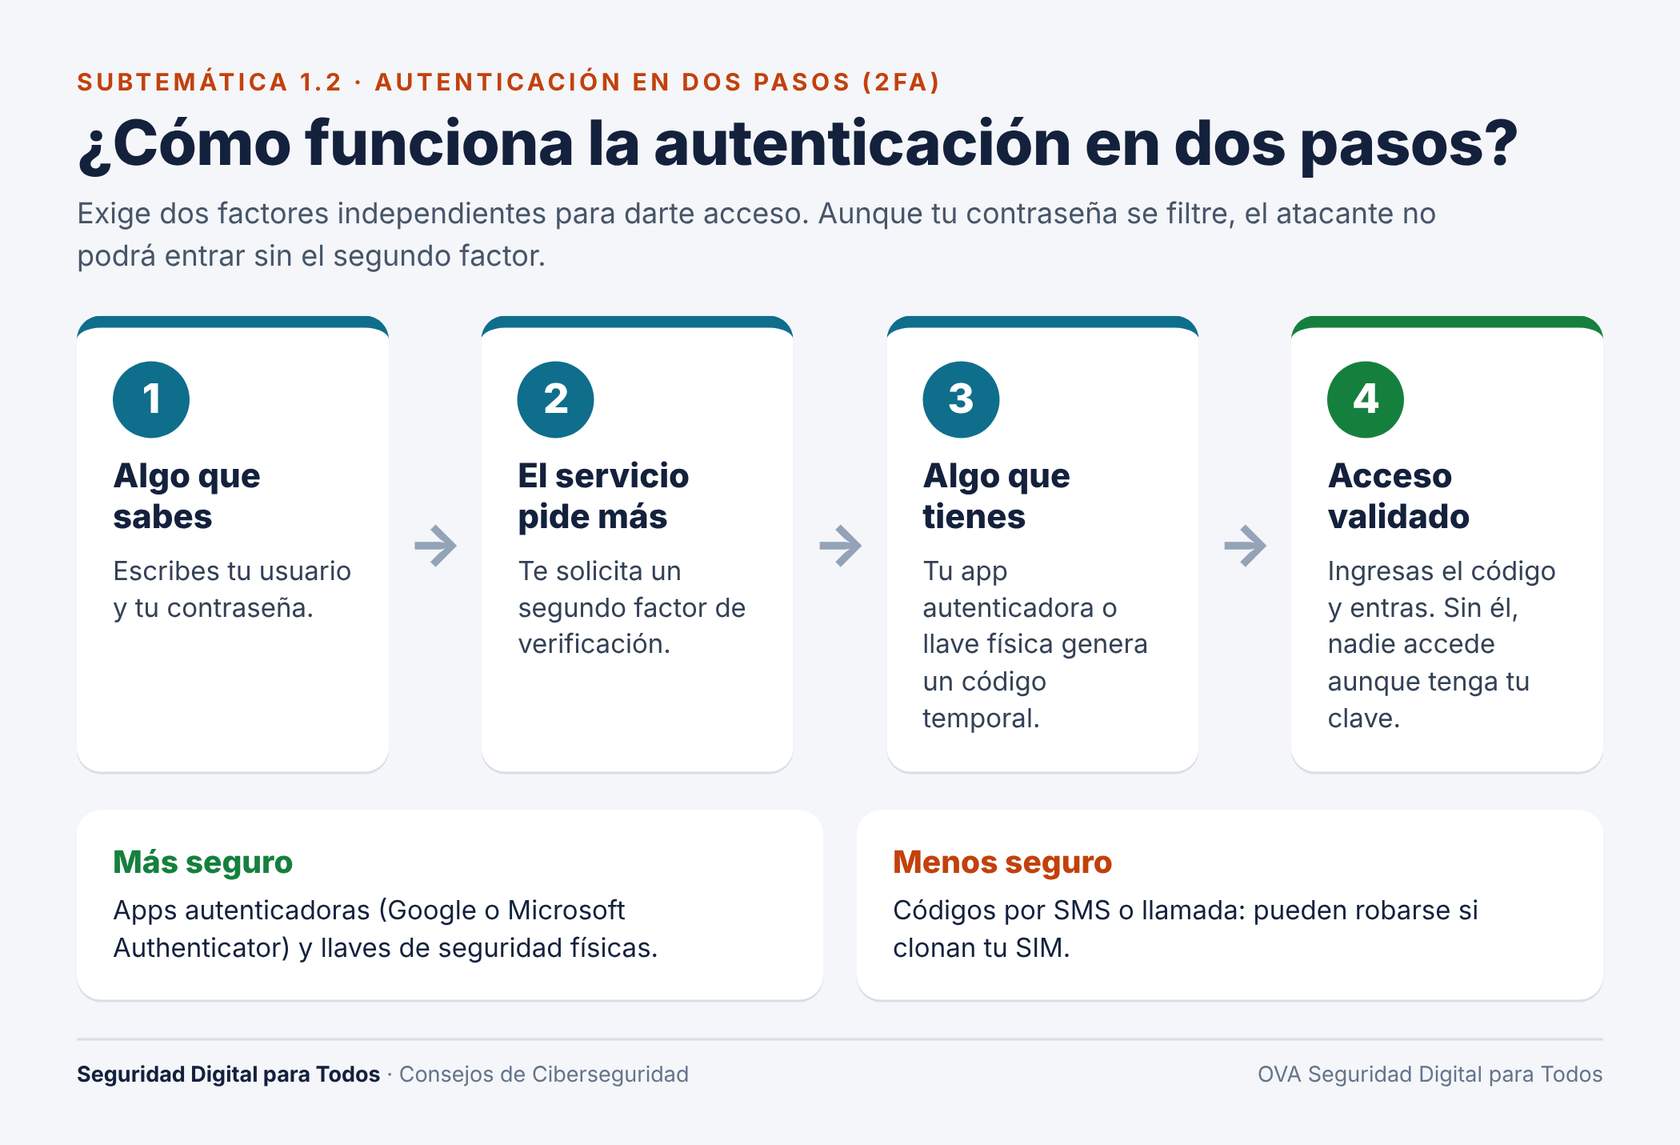 SUBTEMÁTICA 1.2 · AUTENTICACIÓN EN DOS PASOS (2FA)
¿Cómo funciona la autenticación en dos pasos?
Exige dos factores independientes para darte acceso. Aunque tu contraseña se filtre, el atacante no
podrá entrar sin el segundo factor.
1
Algo que
sabes
Escribes tu usuario
y tu contraseña.
→
2
El servicio
pide más
Te solicita un
segundo factor de
verificación.
→
3
Algo que
tienes
Tu app
autenticadora o
llave física genera
un código
temporal.
→
4
Acceso
validado
Ingresas el código
y entras. Sin él,
nadie accede
aunque tenga tu
clave.
Más seguro
Apps autenticadoras (Google o Microsoft
Authenticator) y llaves de seguridad físicas.
Menos seguro
Códigos por SMS o llamada: pueden robarse si
clonan tu SIM.
Seguridad Digital para Todos · Consejos de Ciberseguridad
OVA Seguridad Digital para Todos